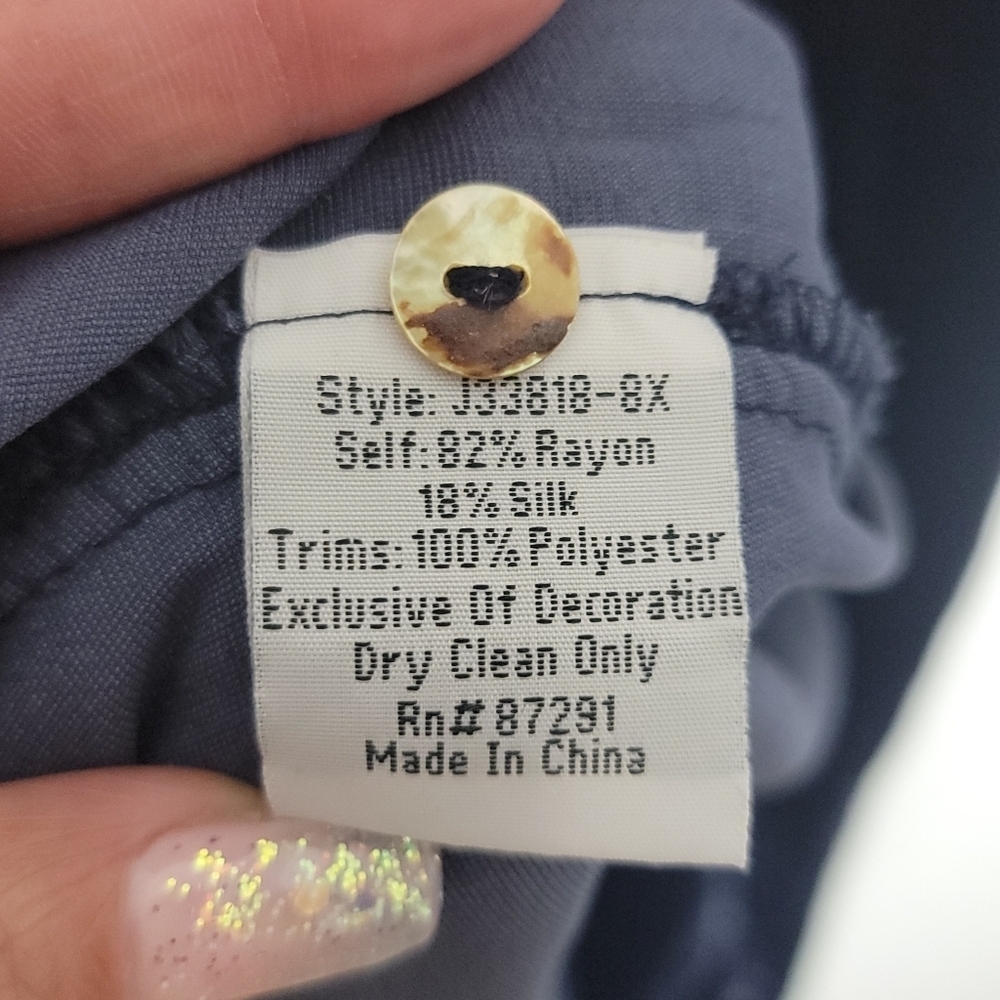 Style: J33818-8X
Self:82% Rayon
18% Silk
Trims:100% Polyester
Exclusive Of Decoration
Dry Clean Only
Rn# 87291
Made In China